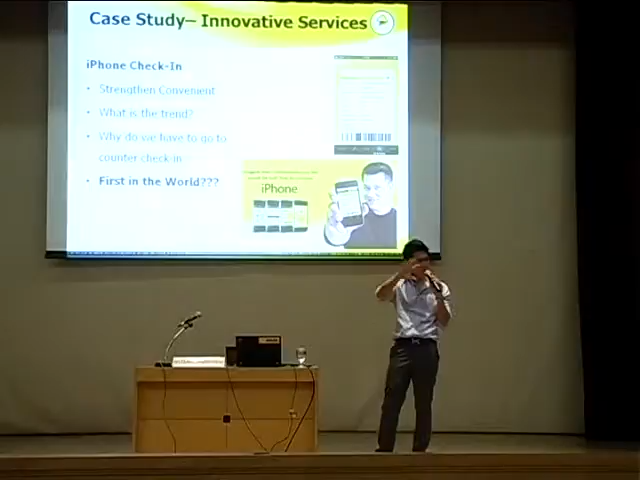 Case Study– Innovative Services
iPhone Check-In
• Strengthen Convenient
• What is the trend?
• Why do we have to go to
counter check-in
• First in the World???
iPhone